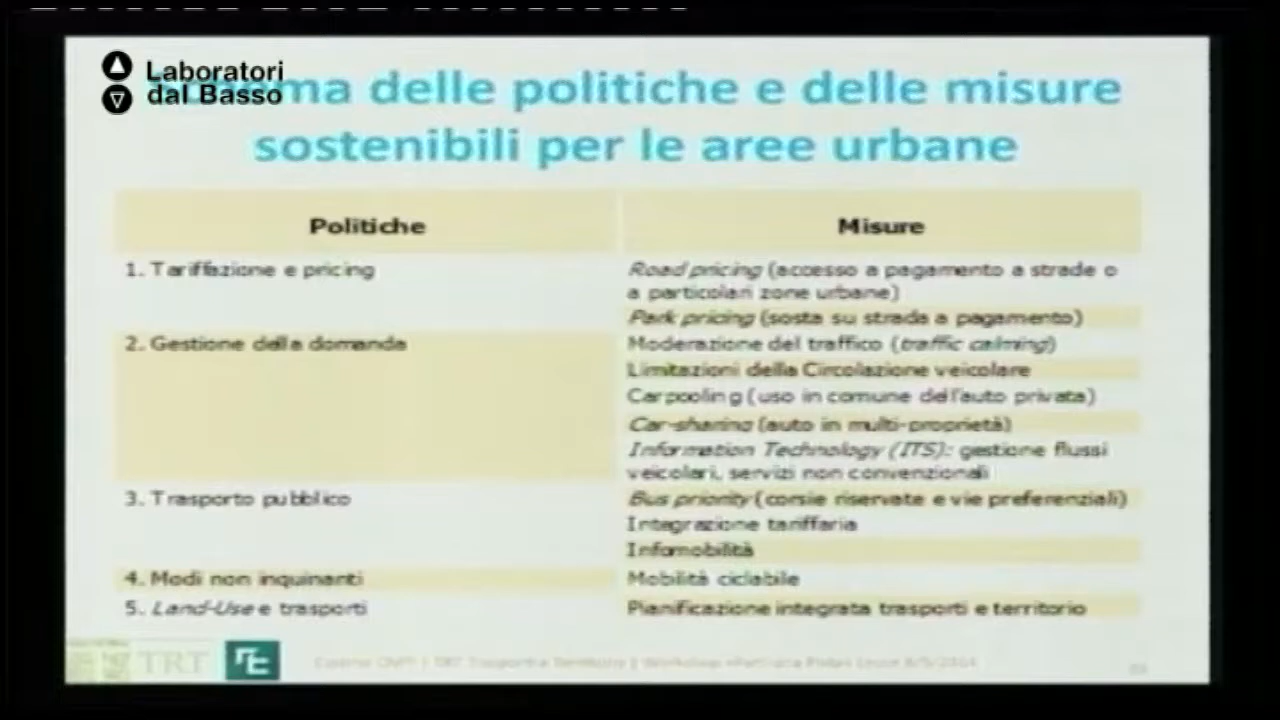 Laboratori
dal Basso
ma delle politiche e delle misure
sostenibili per le aree urbane
Politiche
Misure
1. Tariffazione e pricing
Road pricing (accesso a pagamento a strade o
a particolari zone urbane)
Park pricing (sosta su strada a pagamento)
2. Gestione della domanda
Moderazione del traffico (traffic calming)
Limitazioni della Circolazione veicolare
Carpooling (uso in comune dell'auto privata)
Car-sharing (auto in multi-proprietà)
Information Technology (ITS): gestione flussi
veicolari, servizi non convenzionali
3. Trasporto pubblico
Bus priority (corsie riservate e vie preferenziali)
Integrazione tariffaria
Infomobilità
4. Modi non inquinanti
Mobilità ciclabile
5. Land-Use e trasporti
Pianificazione integrata trasporti e territorio
TRT
TRT Trasporti e Territorio | Workshop